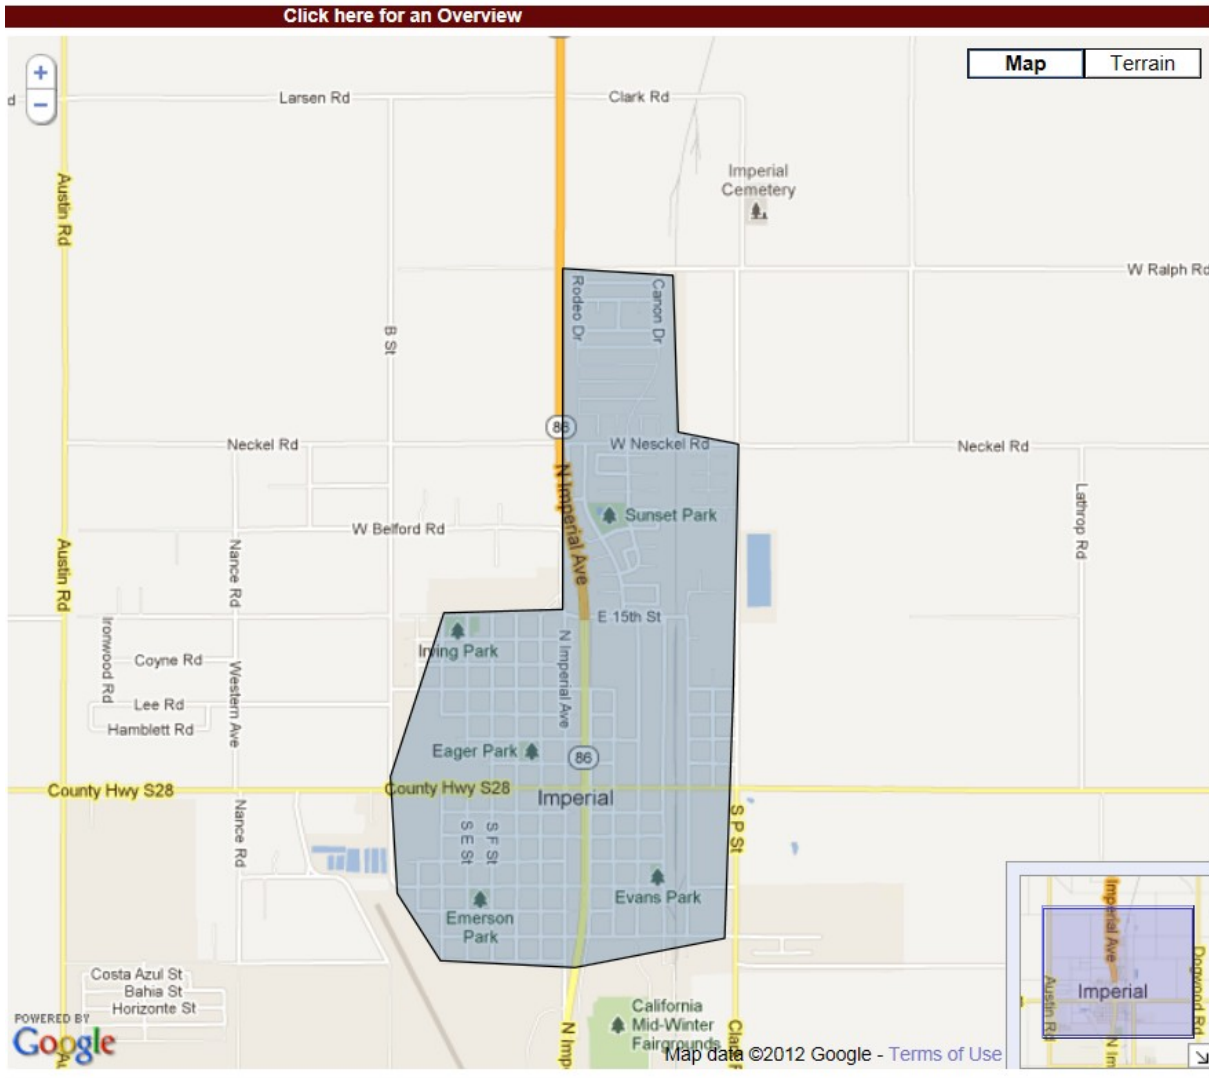 Click here for an Overview
Map
Terrain
+
−
d
Larsen Rd
Clark Rd
Imperial
Cemetery
Austin Rd
W Ralph Rd
Rodeo Dr
Canon Dr
B St
86
Neckel Rd
W Nesckel Rd
Neckel Rd
N Imperial Ave
Sunset Park
Lathrop Rd
W Belford Rd
Austin Rd
Nance Rd
E 15th St
Ironwood Rd
Irving Park
N Imperial Ave
Coyne Rd
Western Ave
Lee Rd
Hamblett Rd
Eager Park
86
County Hwy S28
County Hwy S28
Imperial
S P St
Nance Rd
S E St
S F St
Evans Park
Emerson
Park
Imperial Ave
Costa Azul St
Bahia St
Horizonte St
Imperial
Austin Rd
Dogwood Rd
N Im
California
Mid-Winter
Fairgrounds
N Imp
Clark R
POWERED BY
Google
Map data ©2012 Google - Terms of Use